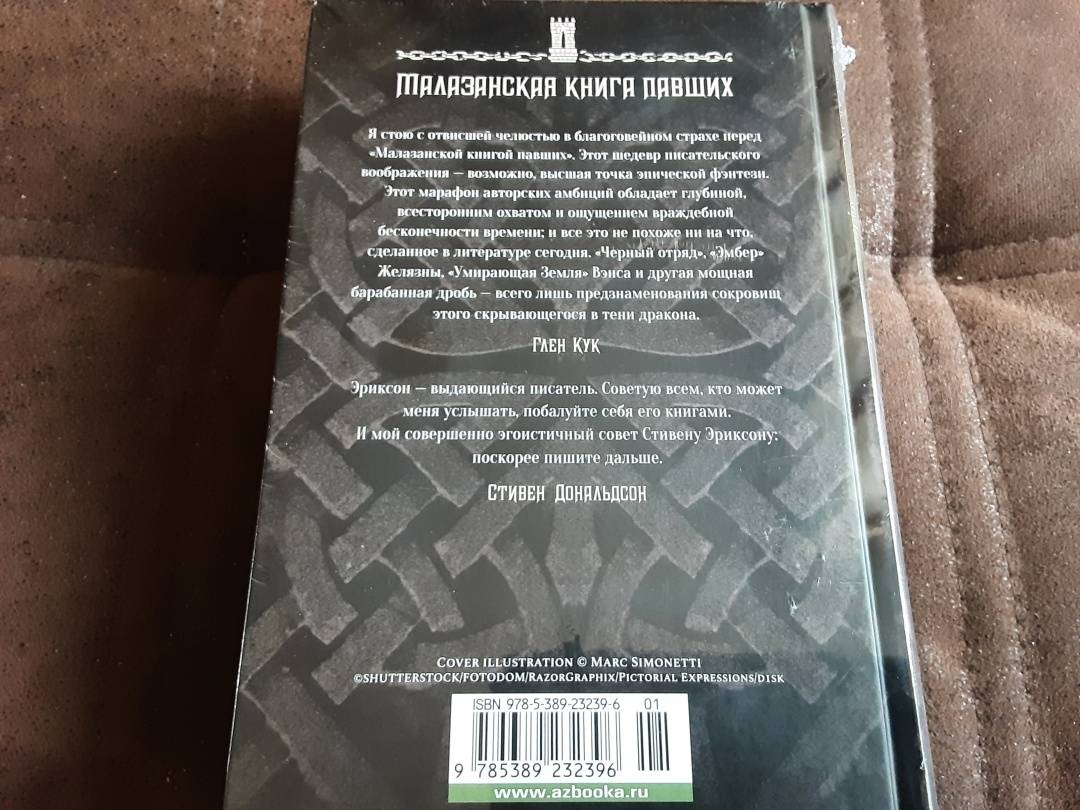 Малазанская книга павших
Я стою с отвисшей челюстью в благоговейном страхе перед
«Малазанской книгой павших». Этот шедевр писательского
воображения — возможно, высшая точка эпической фэнтези.
Этот марафон авторских амбиций обладает глубиной,
всесторонним охватом и ощущением враждебной
бесконечности времени; и все это не похоже ни на что,
сделанное в литературе сегодня. «Черный отряд», «Эмбер»
Желязны, «Умирающая Земля» Вэнса и другая мощная
барабанная дробь — всего лишь предзнаменования сокровищ
этого скрывающегося в тени дракона.
Глен Кук
Эриксон — выдающийся писатель. Советую всем, кто может
меня услышать, побалуйте себя его книгами.
И мой совершенно эгоистичный совет Стивену Эриксону:
поскорее пишите дальше.
Стивен Дональдсон
Cover illustration © Marc Simonetti
©SHUTTERSTOCK/FOTODOM/RazorGraphix/Pictorial Expressions/d1sk
ISBN 978-5-389-23239-6 01
9 785389 232396
www.azbooka.ru